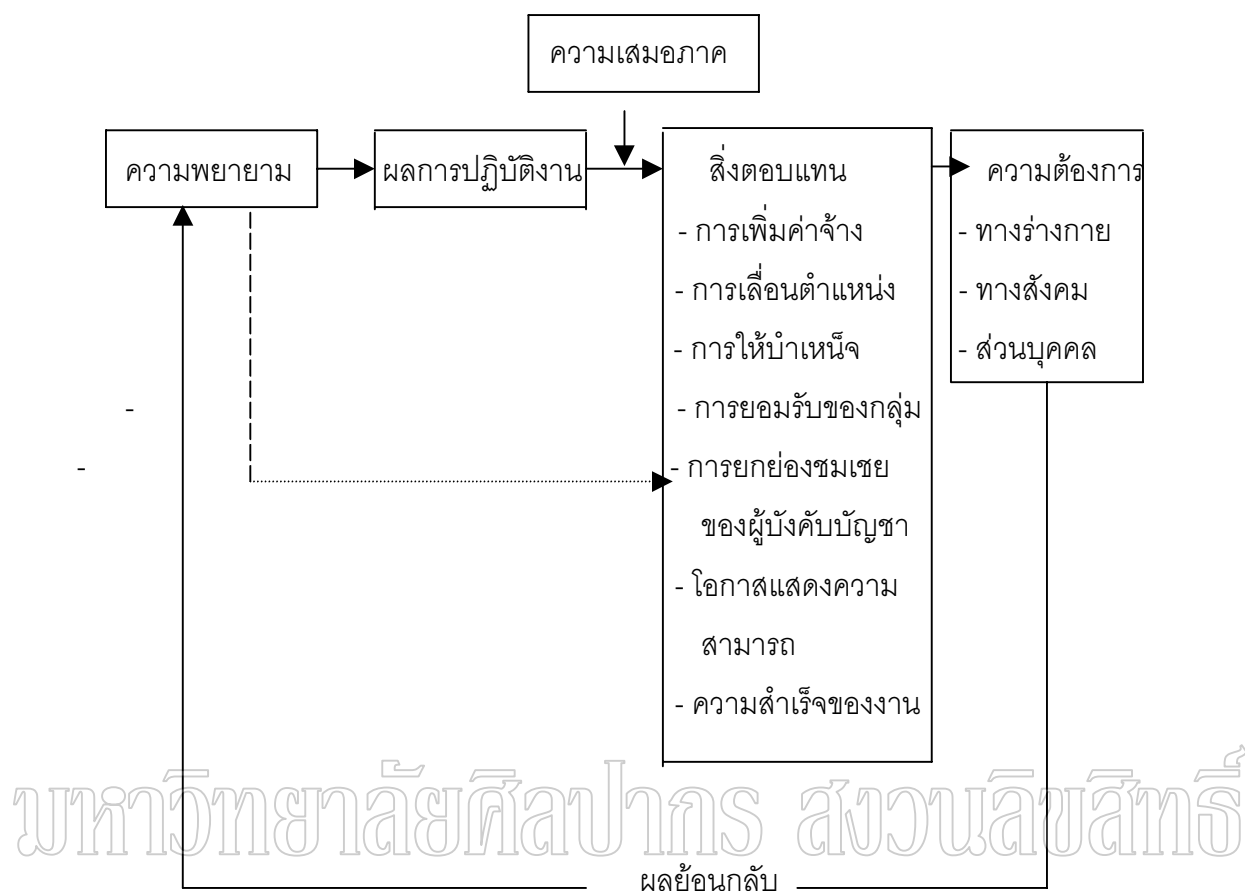 ความเสมอภาค
ความพยายาม
ผลการปฏิบัติงาน
สิ่งตอบแทน
- การเพิ่มค่าจ้าง
- การเลื่อนตำแหน่ง
- การให้บำเหน็จ
- การยอมรับของกลุ่ม
- การยกย่องชมเชย
ของผู้บังคับบัญชา
- โอกาสแสดงความ
สามารถ
- ความสำเร็จของงาน
ความต้องการ
- ทางร่างกาย
- ทางสังคม
- ส่วนบุคคล
-
-
มหาวิทยาลัยศิลปากร สงวนลิขสิทธิ์
ผลย้อนกลับ